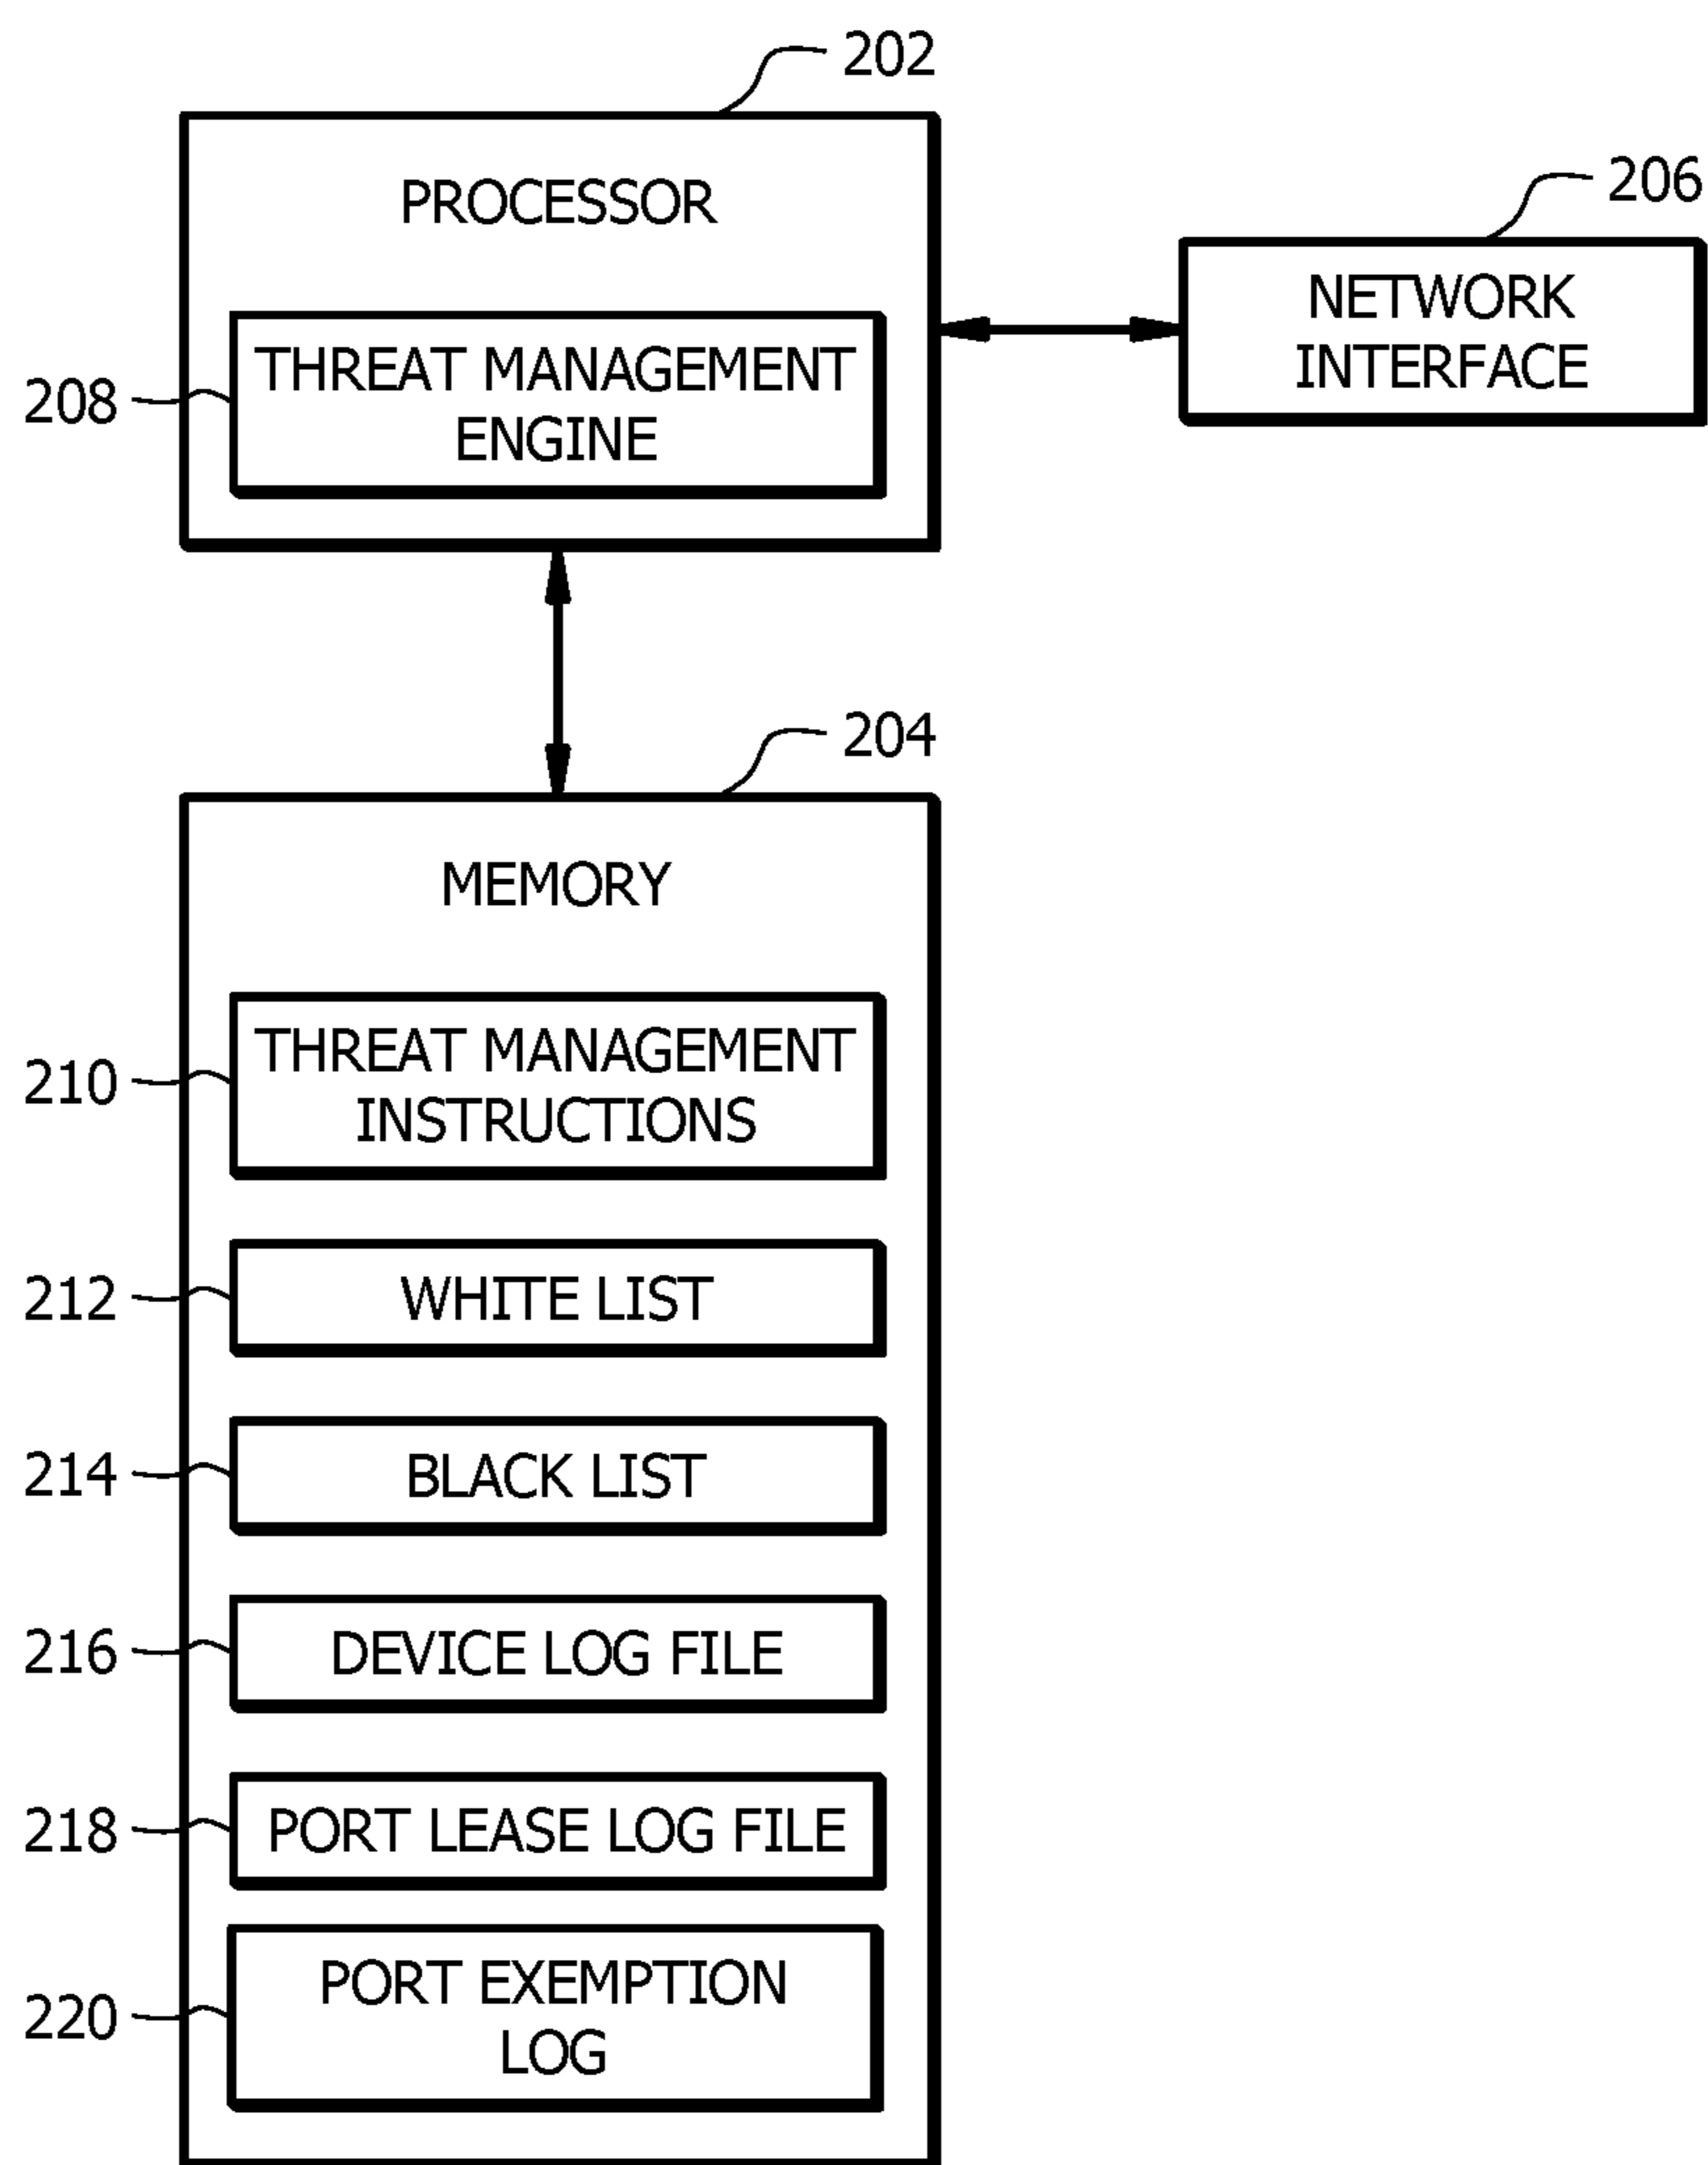 202
PROCESSOR
206
NETWORK
INTERFACE
THREAT MANAGEMENT
ENGINE
208
204
MEMORY
THREAT MANAGEMENT
INSTRUCTIONS
210
WHITE LIST
212
BLACK LIST
214
DEVICE LOG FILE
216
PORT LEASE LOG FILE
218
PORT EXEMPTION
LOG
220